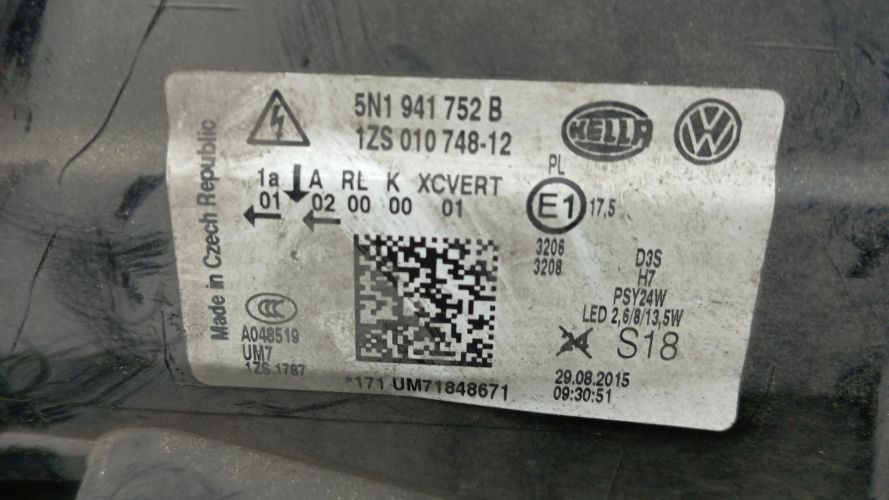 5N1 941 752 B
1ZS 010 748-12
HELLA
Made in Czech Republic
1a A RL K XCVERT
01 02 00 00 01
PL
E1 17,5
3206
3208
D3S
H7
PSY24W
LED 2,6/8/13,5W
24 S18
CCC
A048519
UM7
1ZS 1787
*171 UM71848671
29.08.2015
09:30:51